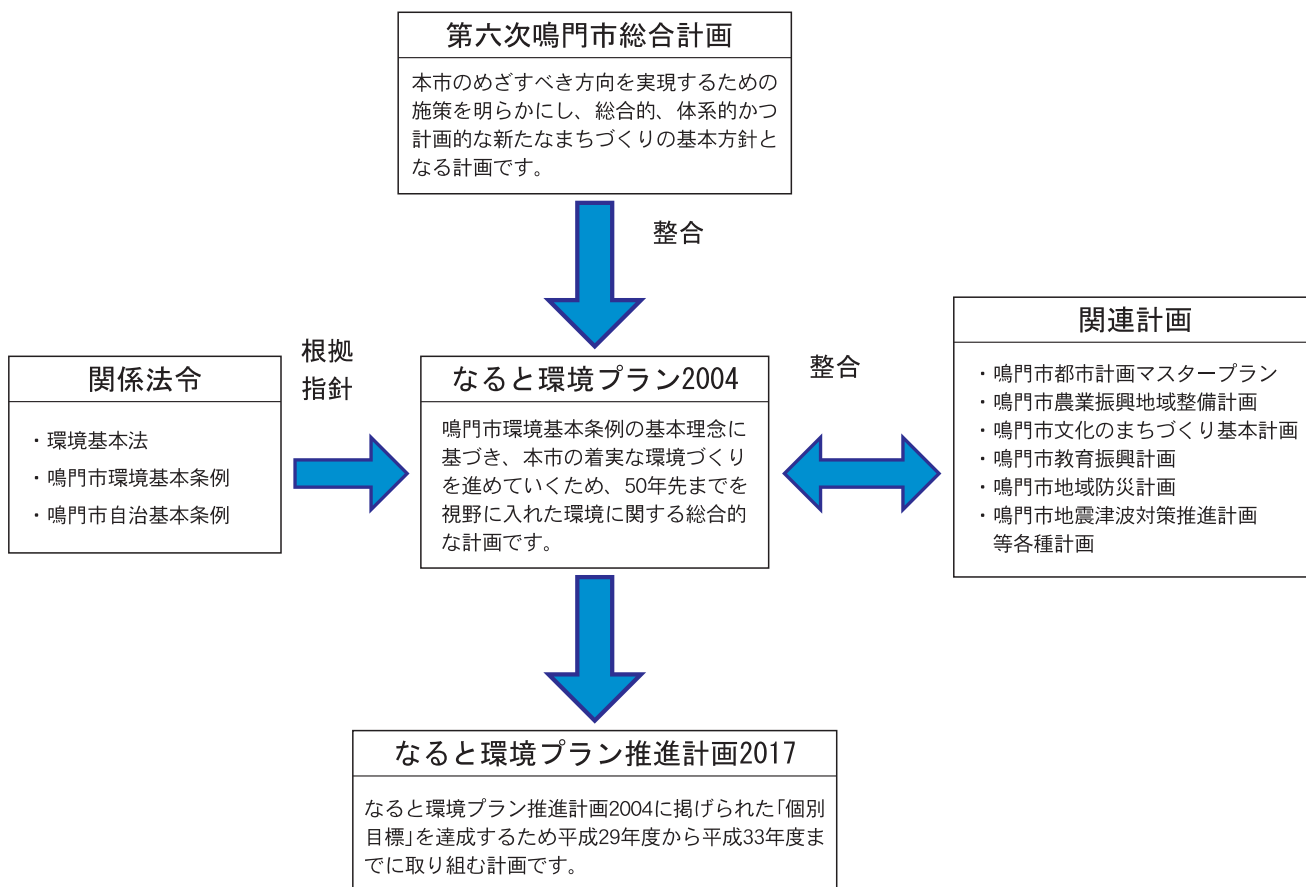 第六次鳴門市総合計画
本市のめざすべき方向を実現するための
施策を明らかにし、総合的、体系的かつ
計画的な新たなまちづくりの基本方針と
なる計画です。
整合
関係法令
・環境基本法
・鳴門市環境基本条例
・鳴門市自治基本条例
根拠
指針
なると環境プラン2004
鳴門市環境基本条例の基本理念に
基づき、本市の着実な環境づくり
を進めていくため、50年先までを
視野に入れた環境に関する総合的
な計画です。
整合
関連計画
・鳴門市都市計画マスタープラン
・鳴門市農業振興地域整備計画
・鳴門市文化のまちづくり基本計画
・鳴門市教育振興計画
・鳴門市地域防災計画
・鳴門市地震津波対策推進計画
等各種計画
なると環境プラン推進計画2017
なると環境プラン推進計画2004に掲げられた「個別
目標」を達成するため平成29年度から平成33年度ま
でに取り組む計画です。